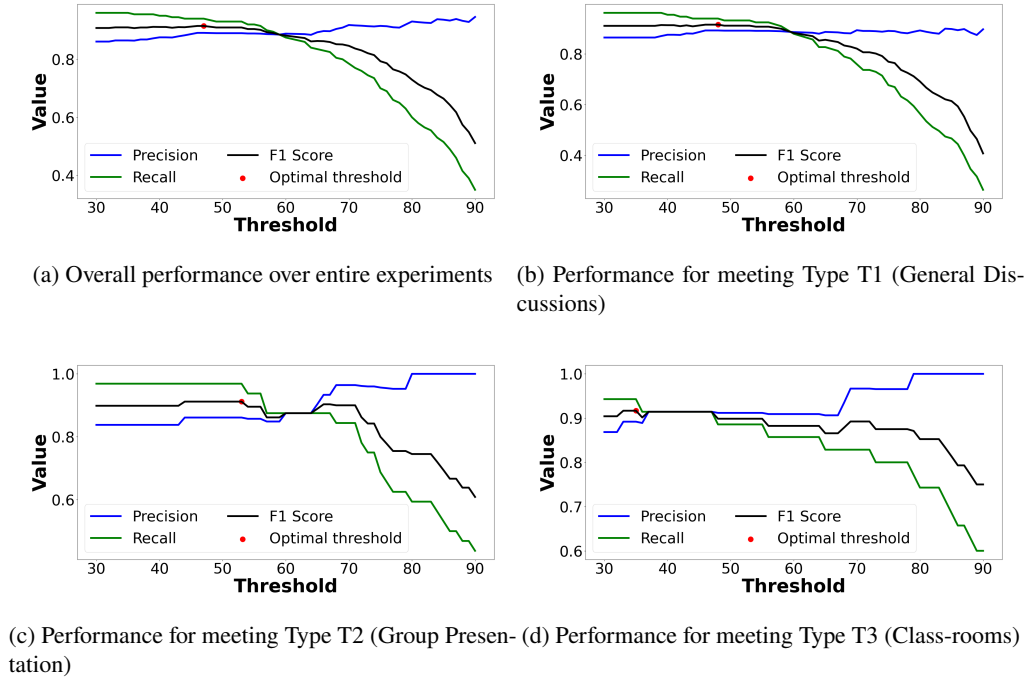 0.8
0.6
0.4
Value
Precision
Recall
F1 Score
Optimal threshold
30 40 50 60 70 80 90
Threshold
(a) Overall performance over entire experiments
0.8
0.6
0.4
Value
Precision
Recall
F1 Score
Optimal threshold
30 40 50 60 70 80 90
Threshold
(b) Performance for meeting Type T1 (General Dis-
cussions)
1.0
0.8
0.6
Value
Precision
Recall
F1 Score
Optimal threshold
30 40 50 60 70 80 90
Threshold
(c) Performance for meeting Type T2 (Group Presen-
tation)
1.0
0.9
0.8
0.7
0.6
Value
Precision
Recall
F1 Score
Optimal threshold
30 40 50 60 70 80 90
Threshold
(d) Performance for meeting Type T3 (Class-rooms)